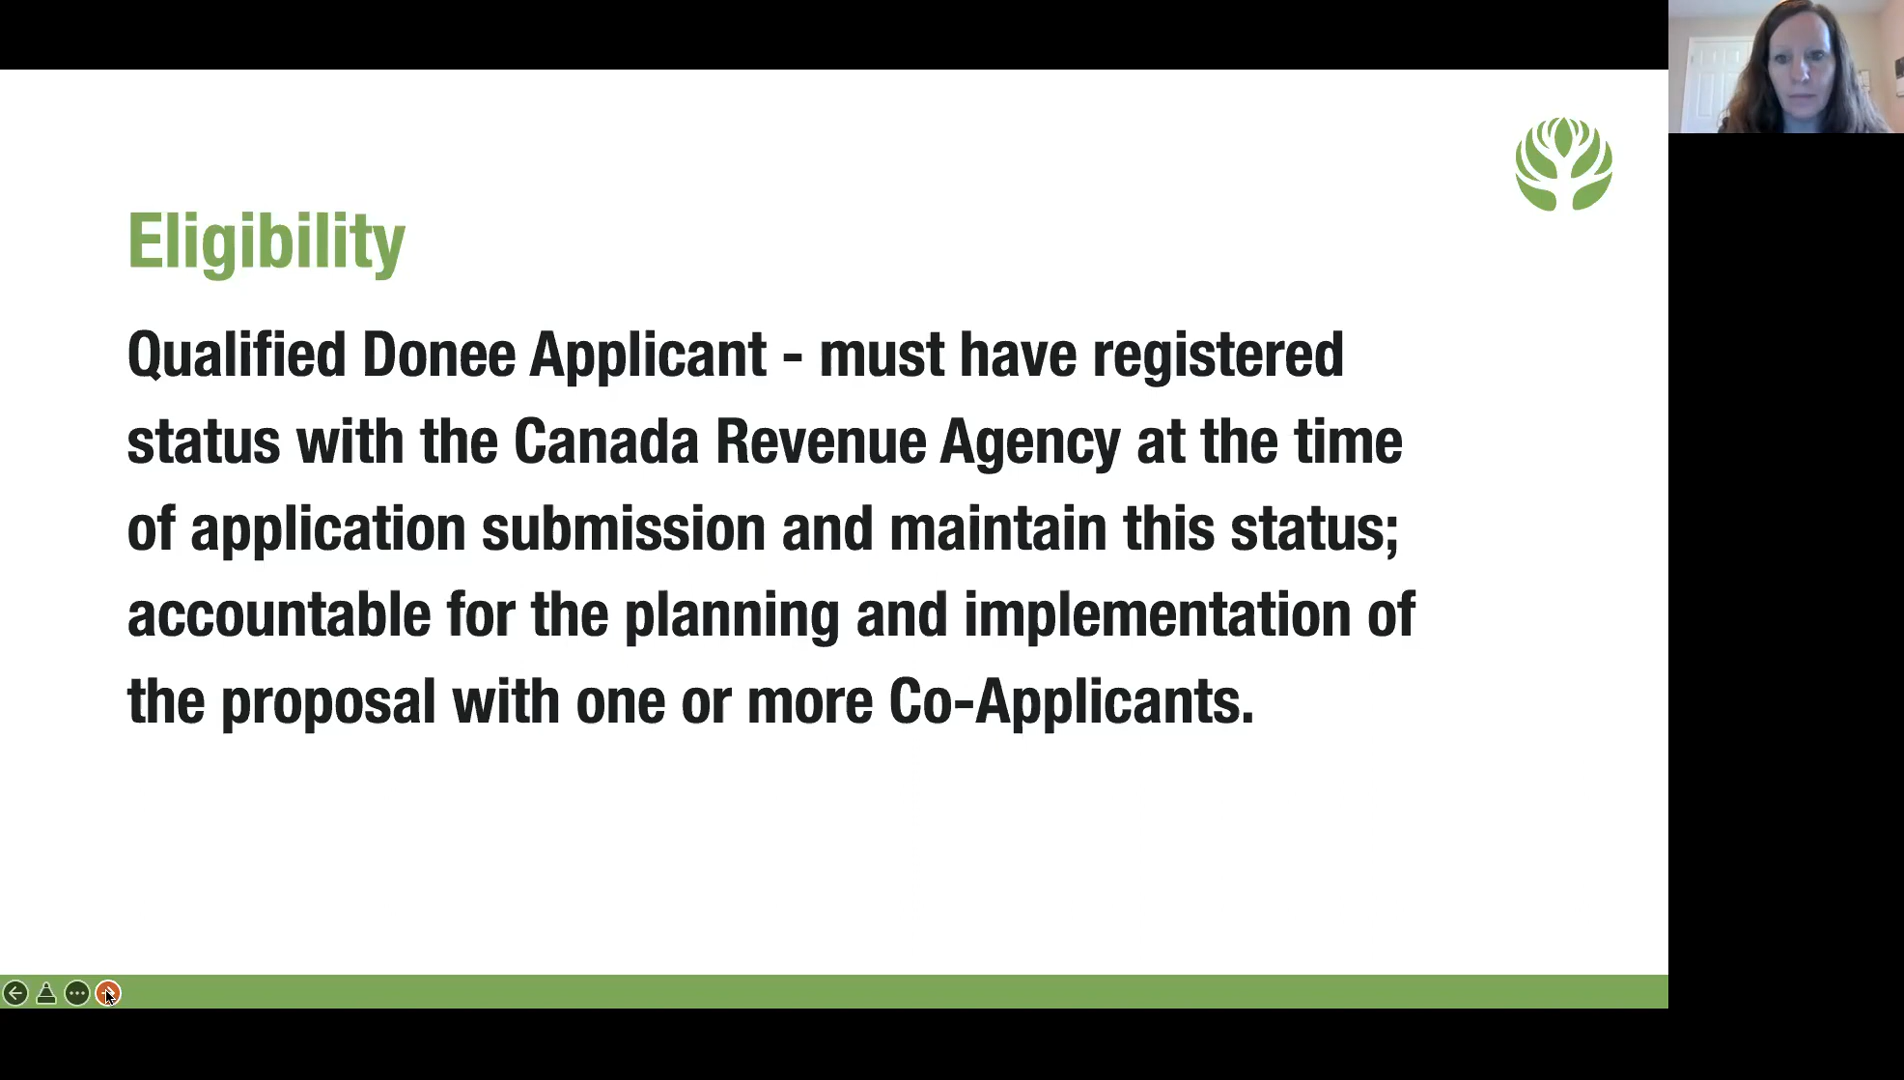 Eligibility
Qualified Donee Applicant - must have registered
status with the Canada Revenue Agency at the time
of application submission and maintain this status;
accountable for the planning and implementation of
the proposal with one or more Co-Applicants.